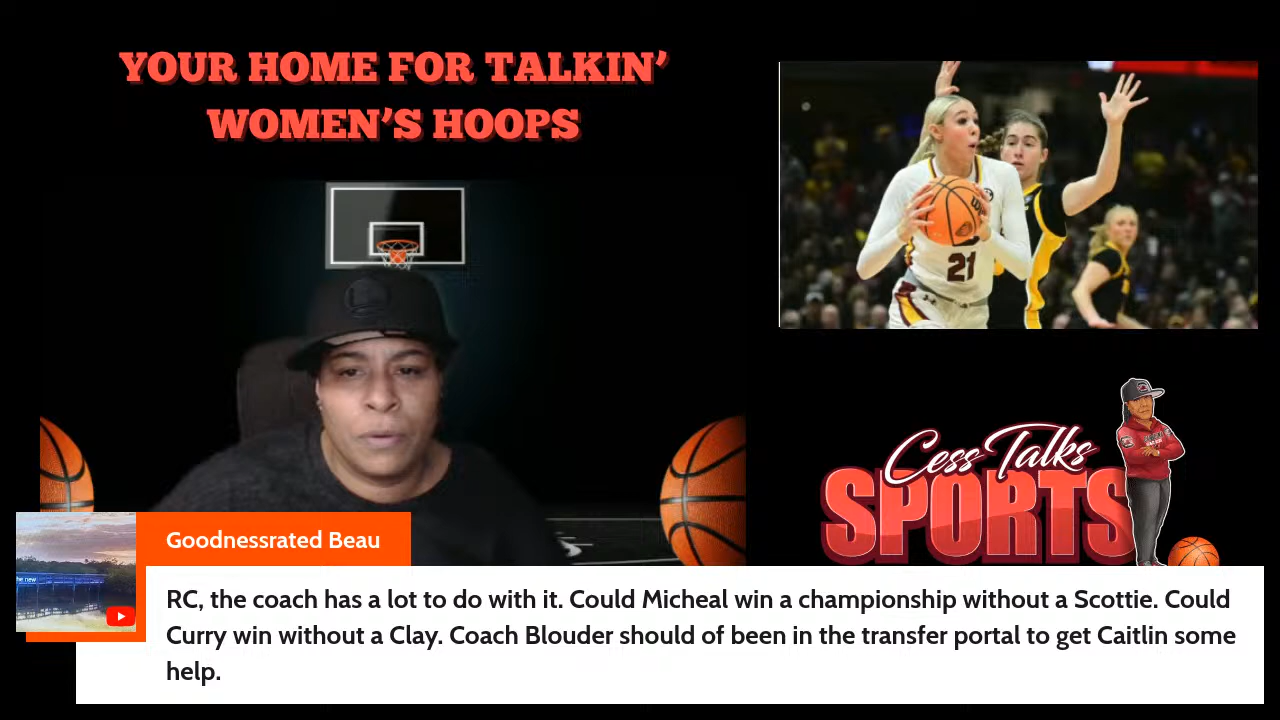 YOUR HOME FOR TALKIN'
WOMEN'S HOOPS
21
Cess Talks
SPORTS
Goodnessrated Beau
RC, the coach has a lot to do with it. Could Micheal win a championship without a Scottie. Could
Curry win without a Clay. Coach Blouder should of been in the transfer portal to get Caitlin some
help.